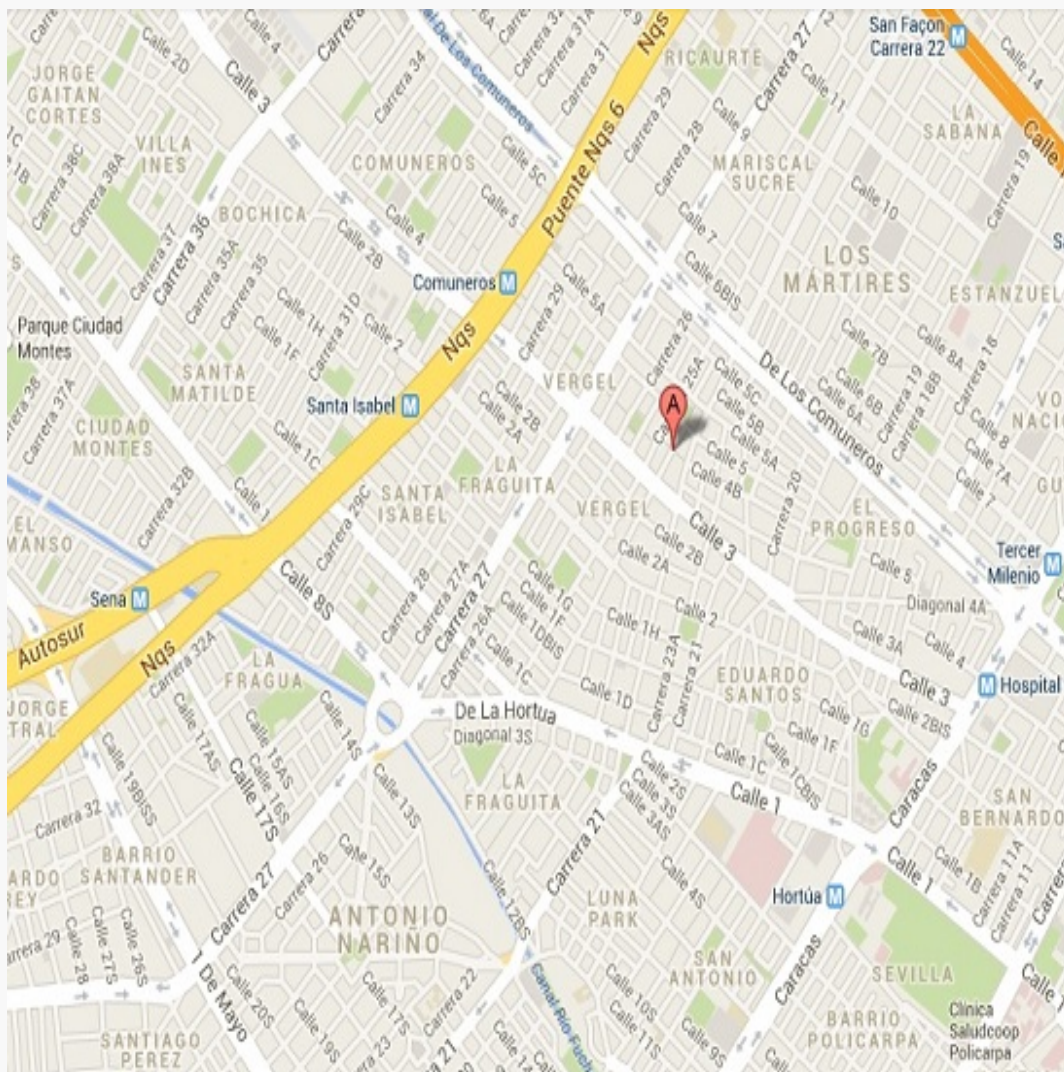 San Façon
Carrera 22
Calle 2D
Calle 4
Calle 3
Carrera 34
Calle 5C
Carrera 31
Carrera 31A
Calle 9
Nqs
RICAURTE
Carrera 27
Calle 11
Calle 14
JORGE
GAITAN
CORTES
VILLA
INES
COMUNEROS
Puente Nqs 6
Carrera 29
Carrera 28
Calle 9
MARISCAL
SUCRE
LA
SABANA
Carrera 19
Carrera 38C
Carrera 38A
Carrera 37
Carrera 36
BOCHICA
Calle 4
Calle 5
Calle 2B
Calle 7
Calle 10
LOS
MÁRTIRES
Carrera 35A
Carrera 35
Comuneros
Calle 5A
Calle 6BIS
ESTANZUEL
Parque Ciudad
Montes
Calle 1H
Calle 1F
Carrera 31D
Calle 2
Nqs
Carrera 29
Carrera 26
Calle 7B
Calle 8A
Carrera 18
SANTA
MATILDE
VERGEL
A
25A
Calle 5C
De Los Comuneros
Calle 6B
Calle 6A
Carrera 19
Carrera 18B
Carrera 37A
CIUDAD
MONTES
Santa Isabel
Calle 2B
Calle 2A
Calle 5B
Calle 5A
Calle 5
Calle 8
Calle 7A
Calle 7
Calle 1C
Carrera 32B
Calle 1
Carrera 29C
SANTA
ISABEL
LA
FRAGUITA
VERGEL
Calle 4B
Calle 3
Carrera 20
EL
PROGRESO
EL
MANSO
Calle 2B
Calle 2A
Calle 5
Tercer
Milenio
Sena
Calle 8S
Carrera 28
Carrera 27A
Carrera 27
Carrera 26A
Calle 1G
Calle 1F
Calle 1DBIS
Calle 1H
Calle 2
Diagonal 4A
Calle 3A
Calle 4
Autosur
Nqs
Carrera 32A
LA
FRAGUA
Calle 1C
Calle 1D
Carrera 23A
Carrera 21
EDUARDO
SANTOS
Calle 3
Hospital
De La Hortua
Diagonal 3S
Calle 1G
Calle 2BIS
Calle 1F
Calle 17AS
Calle 15AS
Calle 16S
Calle 17S
Calle 14S
Calle 13S
LA
FRAGUITA
Calle 2S
Calle 3S
Calle 3AS
Calle 1C
Calle 1CBIS
Calle 1
Caracas
SAN
BERNARDO
Calle 19BISS
Carrera 32
BARRIO
SANTANDER
Carrera 27
Carrera 26
Calle 15S
Calle 12BS
Carrera 21
LUNA
PARK
Calle 4S
Hortúa
Calle 1
Calle 1B
Carrera 11A
Carrera 11
Calle 28
Calle 27S
Calle 26S
ANTONIO
NARIÑO
SAN
ANTONIO
Caracas
SEVILLA
1 De Mayo
Calle 20S
Calle 19S
Calle 17S
Carrera 22
Carrera 23
Calle 10S
Calle 11S
Calle 9S
BARRIO
POLICARPA
Clínica
Saludcoop
Policarpa
SANTIAGO
PEREZ